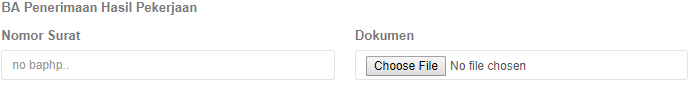 BA Penerimaan Hasil Pekerjaan
Nomor Surat Dokumen
no baphp.. Choose File No file chosen